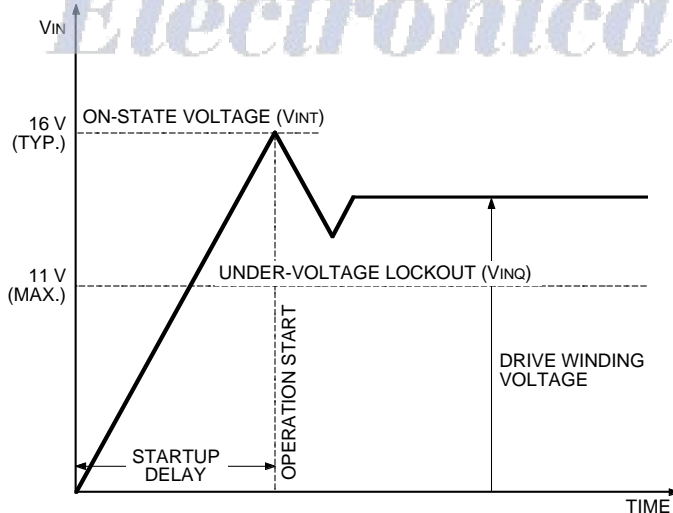 Electronica
VIN
16 V
(TYP.)
ON-STATE VOLTAGE (VINT)
11 V
(MAX.)
UNDER-VOLTAGE LOCKOUT (VINQ)
OPERATION START
DRIVE WINDING
VOLTAGE
STARTUP
DELAY
TIME